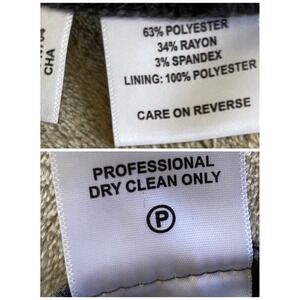 CHA
63% POLYESTER
34% RAYON
3% SPANDEX
LINING: 100% POLYESTER
CARE ON REVERSE
PROFESSIONAL
DRY CLEAN ONLY
P